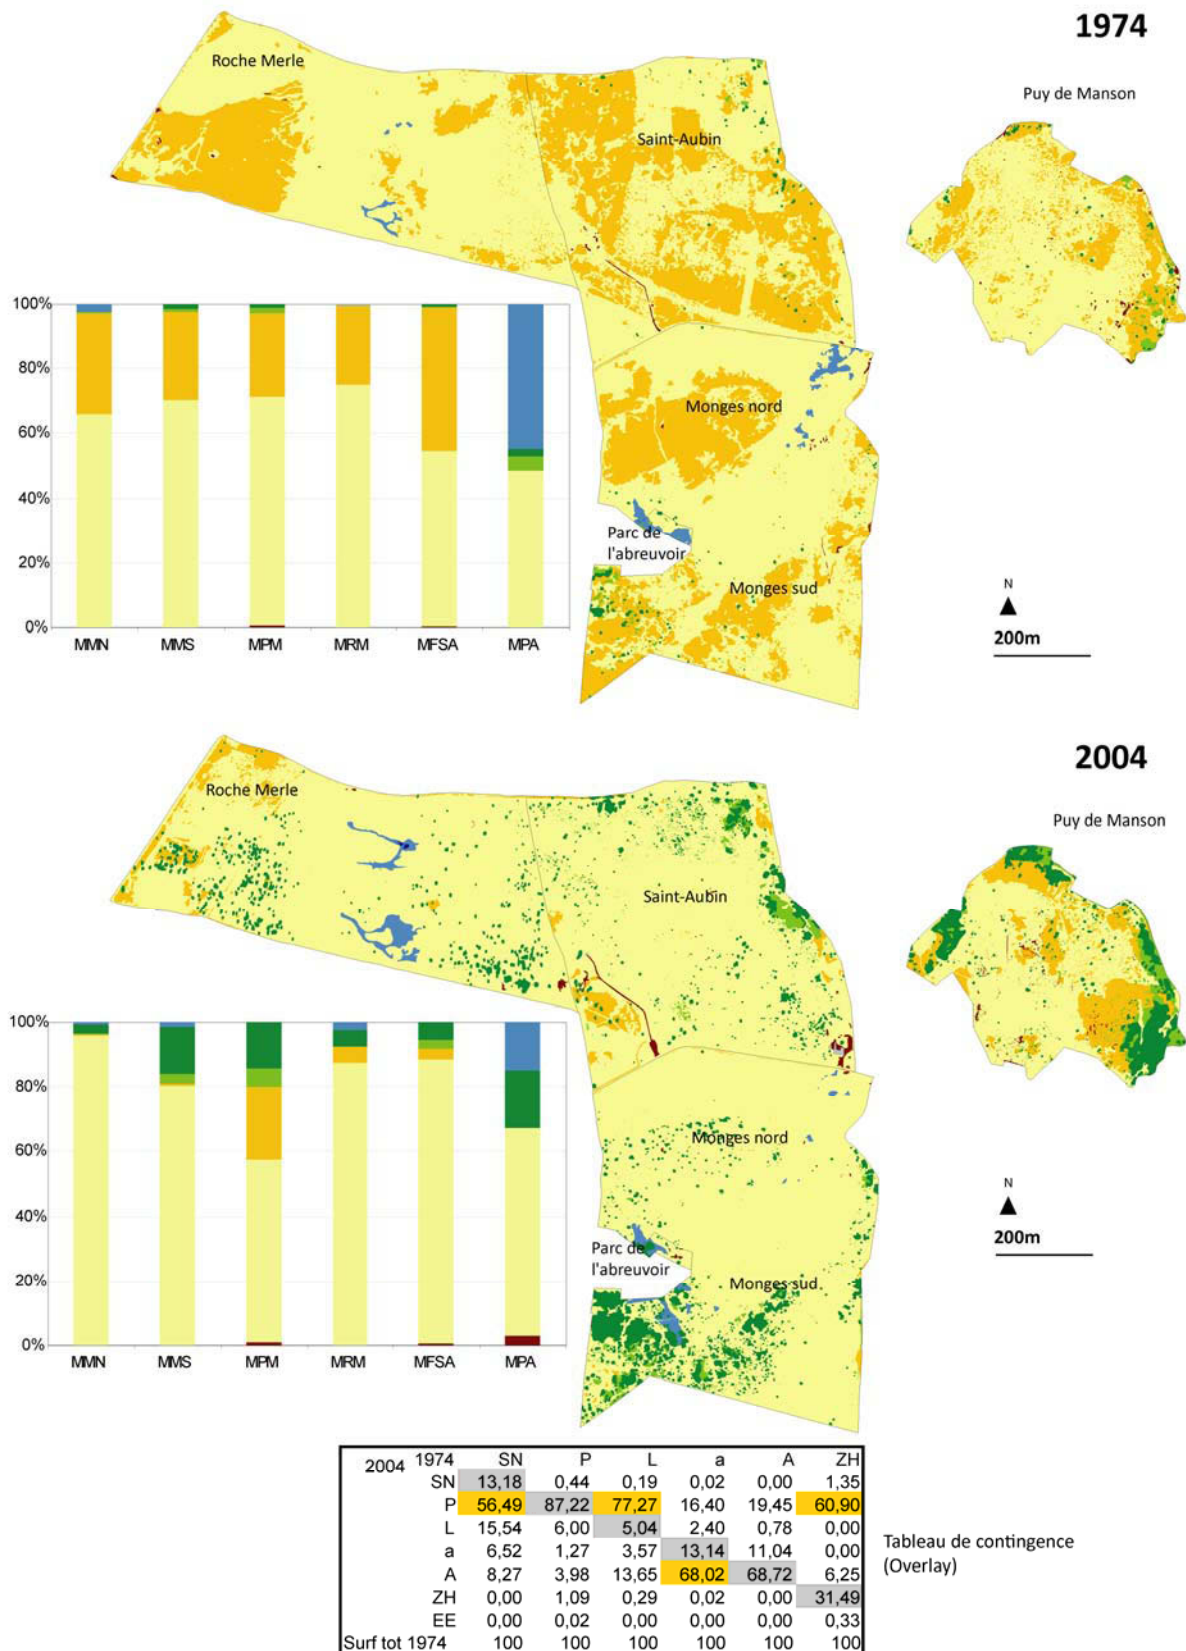 1974
Roche Merle
Puy de Manson
Saint-Aubin
100%
80%
60%
40%
20%
0%
Monges nord
Parc de
l'abreuvoir
Monges sud
N
200m
MMN MMS MPM MRM MFSA MPA
2004
Roche Merle
Puy de Manson
Saint-Aubin
100%
80%
60%
40%
20%
0%
Monges nord
Parc de
l'abreuvoir
Monges sud
N
200m
MMN MMS MPM MRM MFSA MPA
2004 1974 SN P L a A ZH
SN 13,18 0,44 0,19 0,02 0,00 1,35
P 56,49 87,22 77,27 16,40 19,45 60,90
L 15,54 6,00 5,04 2,40 0,78 0,00
a 6,52 1,27 3,57 13,14 11,04 0,00
A 8,27 3,98 13,65 68,02 68,72 6,25
ZH 0,00 1,09 0,29 0,02 0,00 31,49
EE 0,00 0,02 0,00 0,00 0,00 0,33
Surf tot 1974 100 100 100 100 100 100
Tableau de contingence
(Overlay)